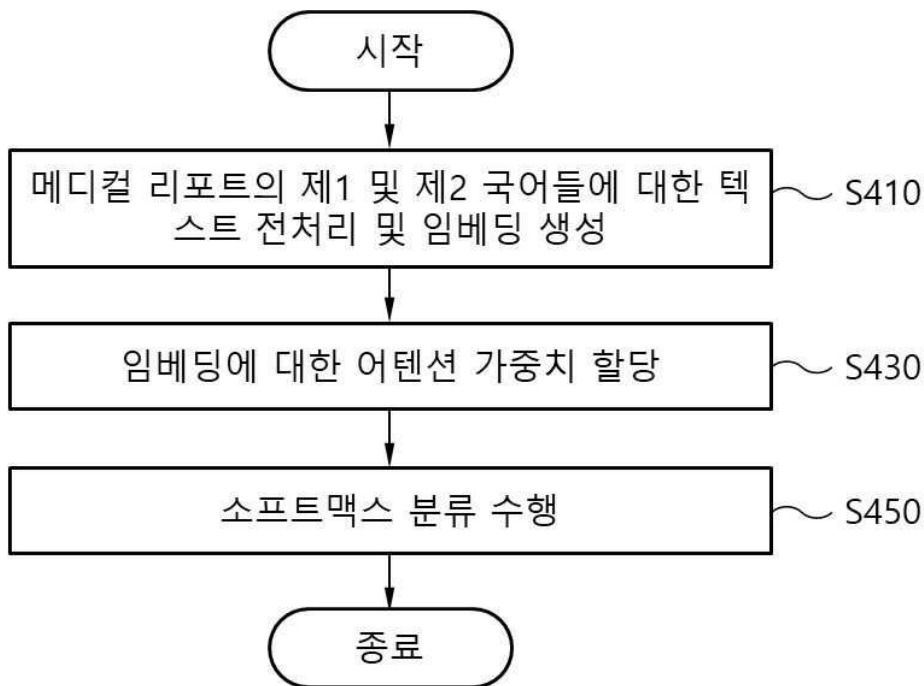 시작
메디컬 리포트의 제1 및 제2 국어들에 대한 텍
스트 전처리 및 임베딩 생성
S410
임베딩에 대한 어텐션 가중치 할당
S430
소프트맥스 분류 수행
S450
종료